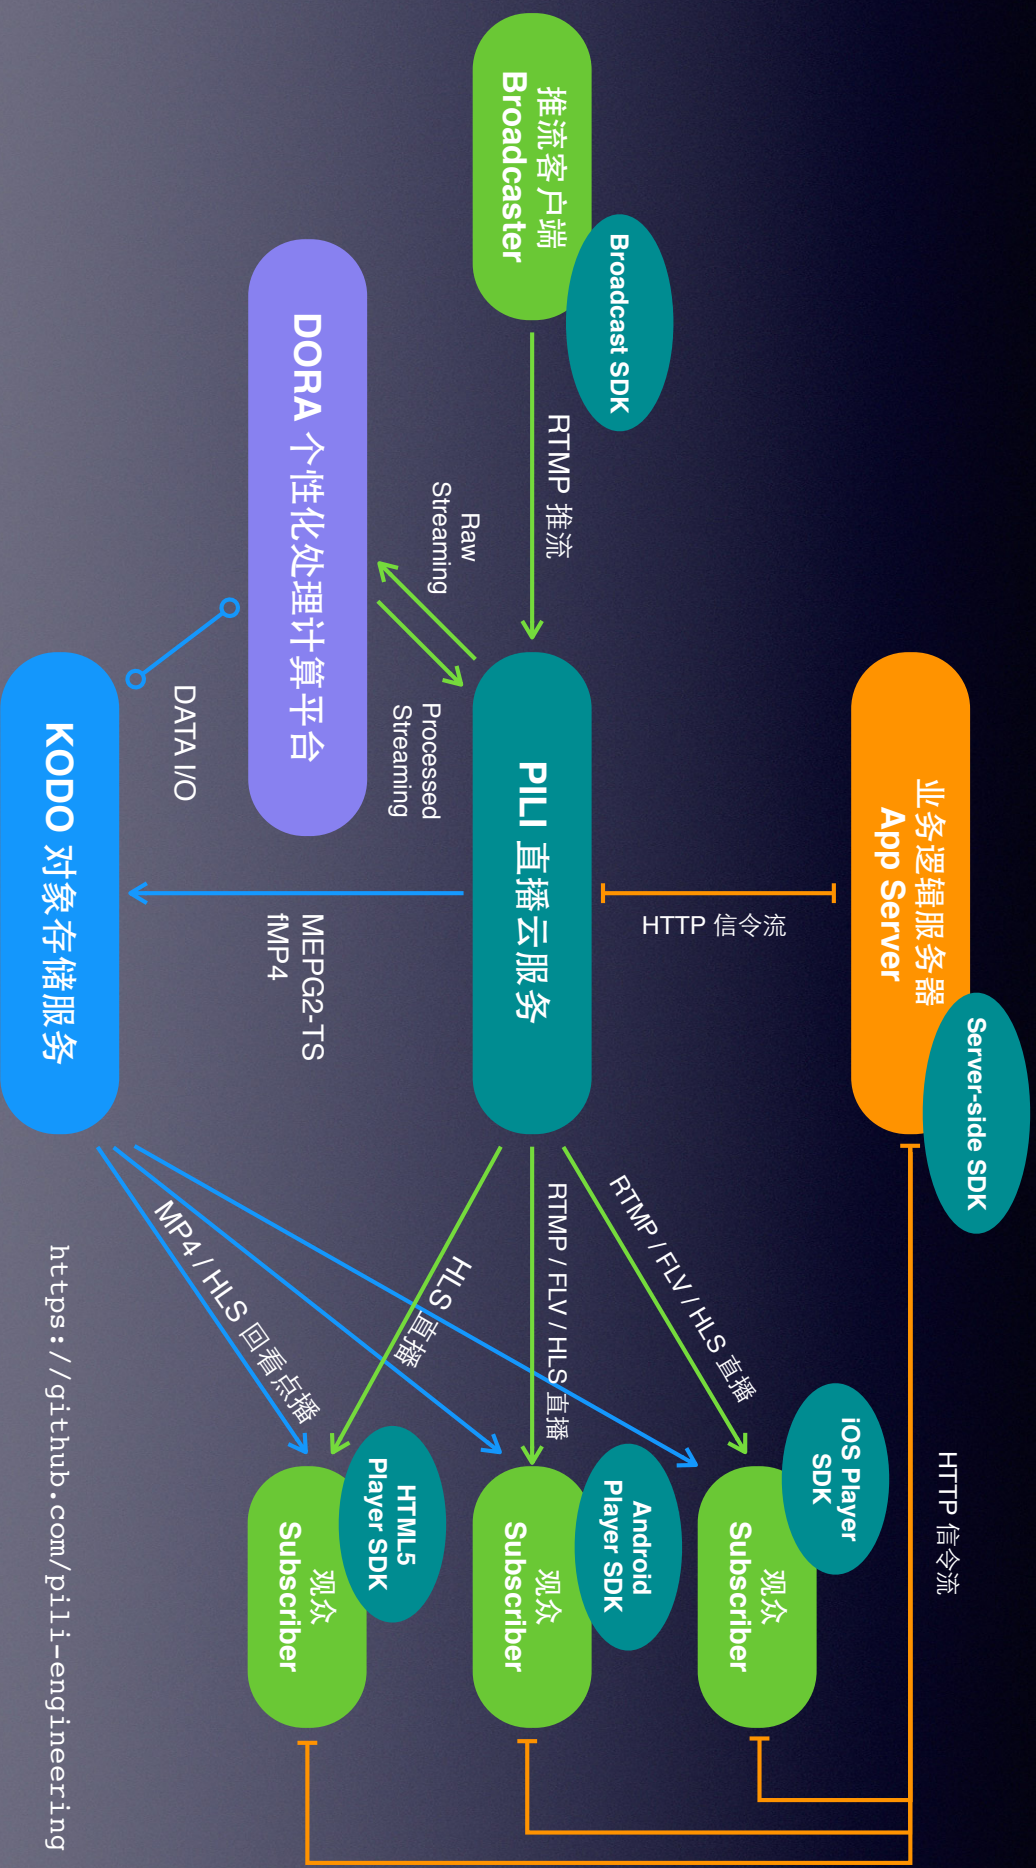 业务逻辑服务器
App Server
Server-side SDK
HTTP 信令流
HTTP 信令流
推流客户端
Broadcaster
Broadcast SDK
RTMP 推流
PILI 直播云服务
RTMP / FLV / HLS 直播
RTMP / FLV / HLS 直播
HLS 直播
iOS Player
SDK
观众
Subscriber
Android
Player SDK
观众
Subscriber
HTML5
Player SDK
观众
Subscriber
Raw
Streaming
Processed
Streaming
DORA 个性化处理计算平台
DATA I/O
MEPG2-TS
fMP4
MP4 / HLS 回看点播
KODO 对象存储服务
https://github.com/pili-engineering